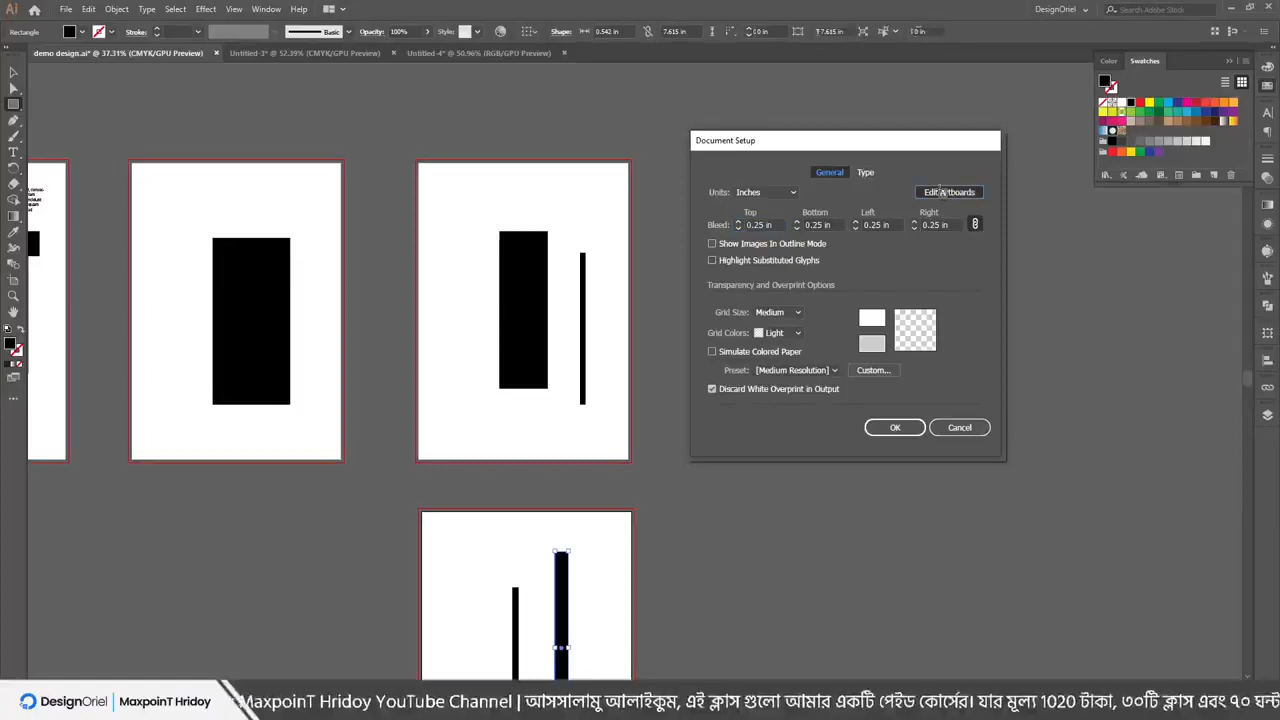 Ai File Edit Object Type Select Effect View Window Help DesignOriel Search Adobe Stock
Rectangle Stroke: Basic Opacity: 100% Style: Shape: 0.542 in 7.615 in 0 in 7.615 in 0 in
demo design.ai* @ 37.31% (CMYK/GPU Preview) × Untitled-3* @ 52.39% (CMYK/GPU Preview) × Untitled-4* @ 50.96% (RGB/GPU Preview) ×
Color Swatches
Document Setup
General Type
Units: Inches Edit Artboards
Top Bottom Left Right
Bleed: 0.25 in 0.25 in 0.25 in 0.25 in
Show Images In Outline Mode
Highlight Substituted Glyphs
Transparency and Overprint Options
Grid Size: Medium
Grid Colors: Light
Simulate Colored Paper
Preset: [Medium Resolution] Custom...
Discard White Overprint in Output
OK Cancel
DesignOriel | MaxpoinT Hridoy MaxpoinT Hridoy YouTube Channel | আসসালামু আলাইকুম, এই ক্লাস গুলো আমার একটি পেইড কোর্সের। যার মূল্য 1020 টাকা, ৩০টি ক্লাস এবং ৭০ ঘন্ট